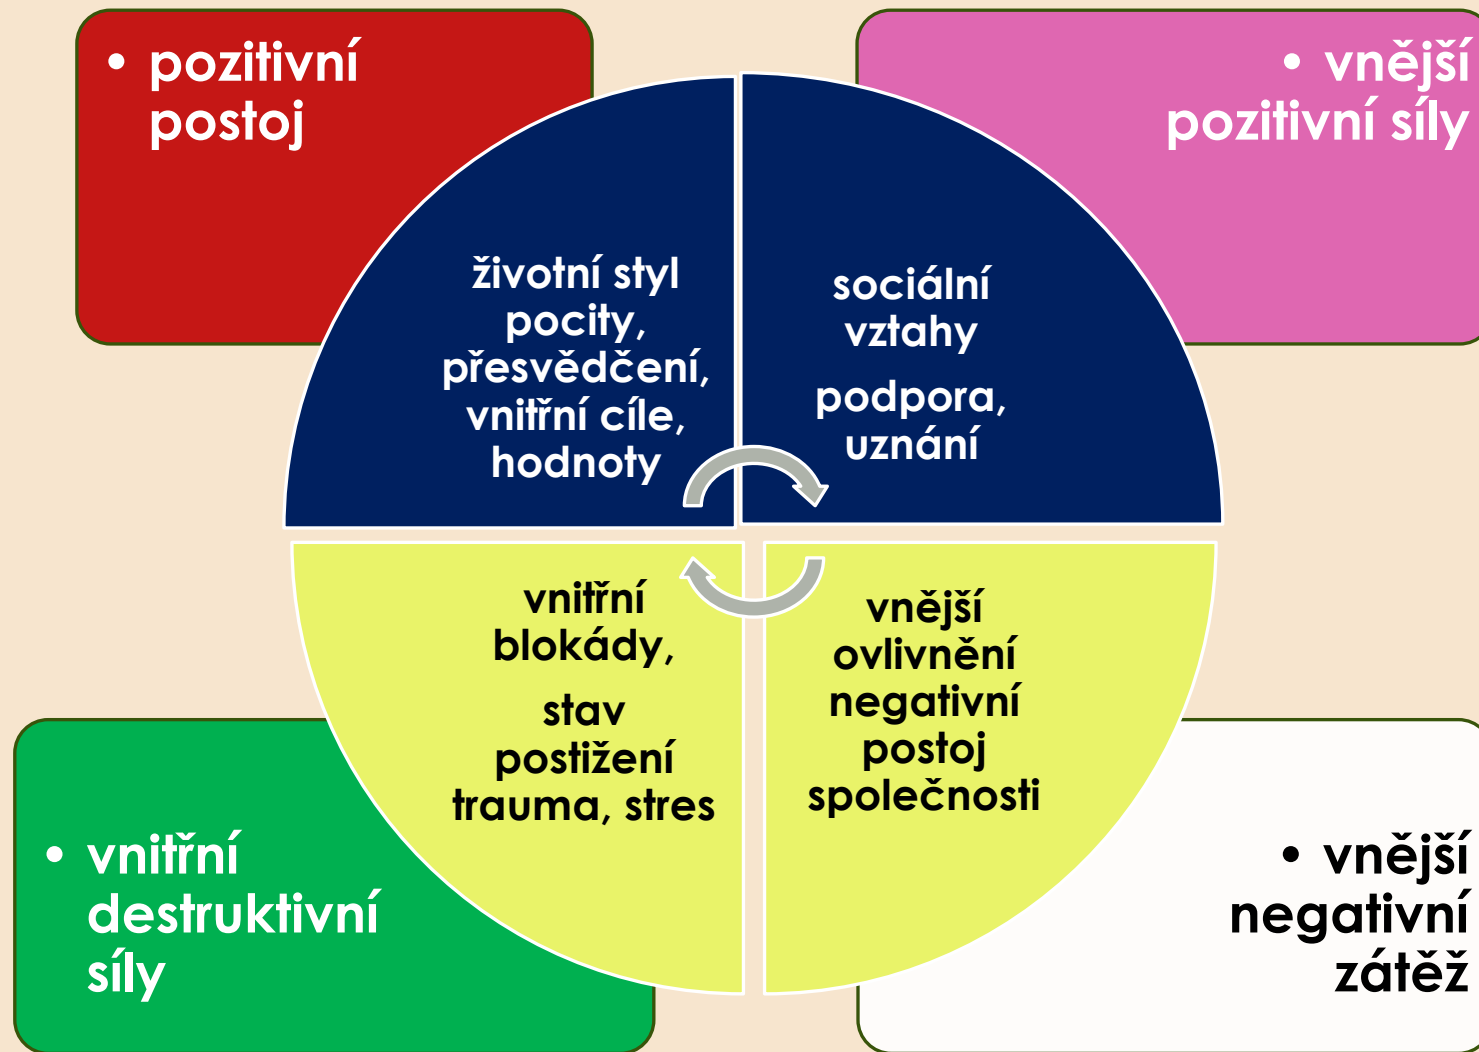 • pozitivní
postoj
• vnější
pozitivní síly
životní styl
pocity,
přesvědčení,
vnitřní cíle,
hodnoty
sociální
vztahy
podpora,
uznání
vnitřní
blokády,
stav
postižení
trauma, stres
vnější
ovlivnění
negativní
postoj
společnosti
• vnitřní
destruktivní
síly
• vnější
negativní
zátěž